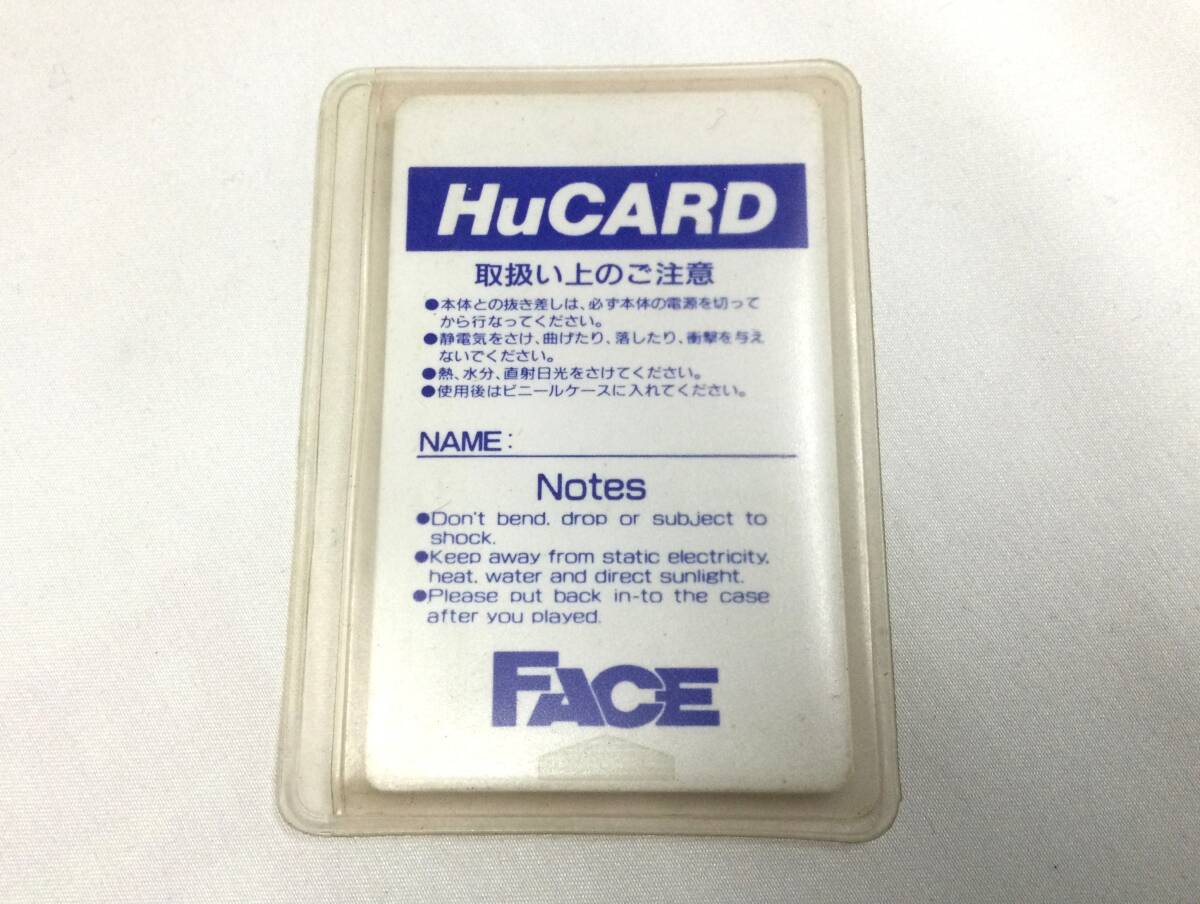 HuCARD
取扱い上のご注意
●本体との抜き差しは、必ず本体の電源を切って
から行なってください。
●静電気をさけ、曲げたり、落したり、衝撃を与え
ないでください。
●熱、水分、直射日光をさけてください。
●使用後はビニールケースに入れてください。
NAME:
Notes
●Don't bend, drop or subject to
shock.
●Keep away from static electricity,
heat, water and direct sunlight.
●Please put back in-to the case
after you played.
FACE